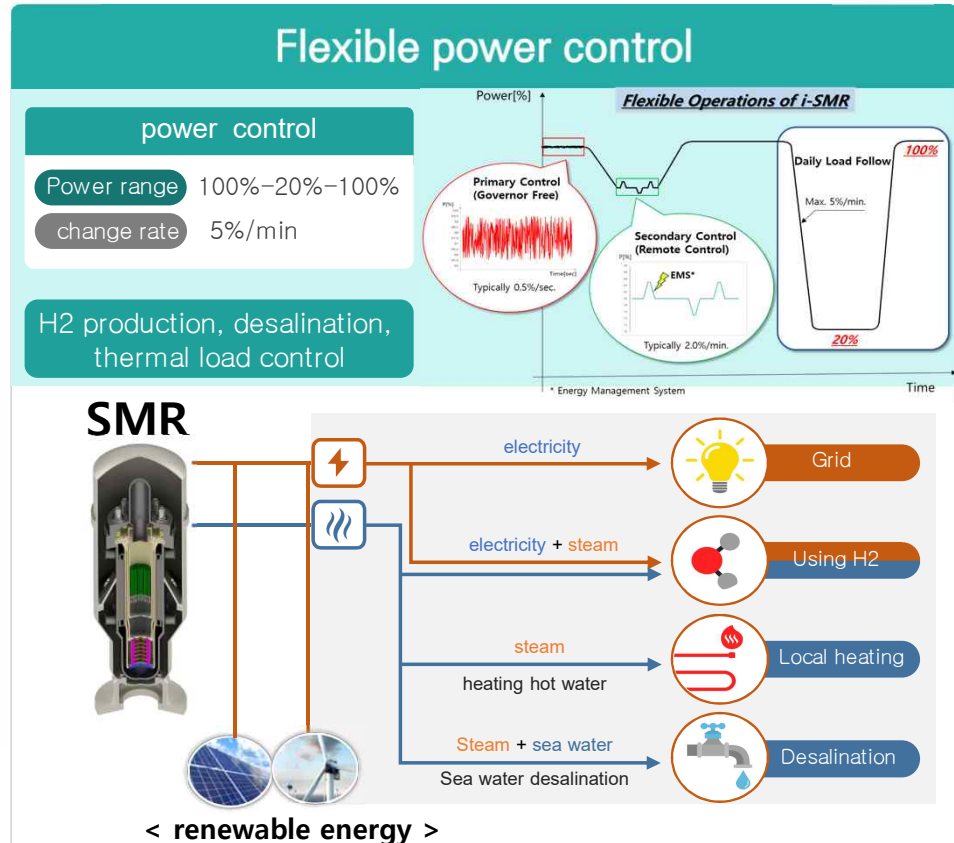 Flexible power control
power control
Power range 100%-20%-100%
change rate 5%/min
H2 production, desalination,
thermal load control
Power[%]
Flexible Operations of i-SMR
Primary Control
(Governor Free)
P[%]
Time[sec]
Typically 0.5%/sec.
Secondary Control
(Remote Control)
P[%]
EMS*
Typically 2.0%/min.
Daily Load Follow
100%
Max. 5%/min.
20%
* Energy Management System
Time
SMR
electricity
Grid
electricity + steam
Using H2
steam
heating hot water
Local heating
Steam + sea water
Sea water desalination
Desalination
< renewable energy >